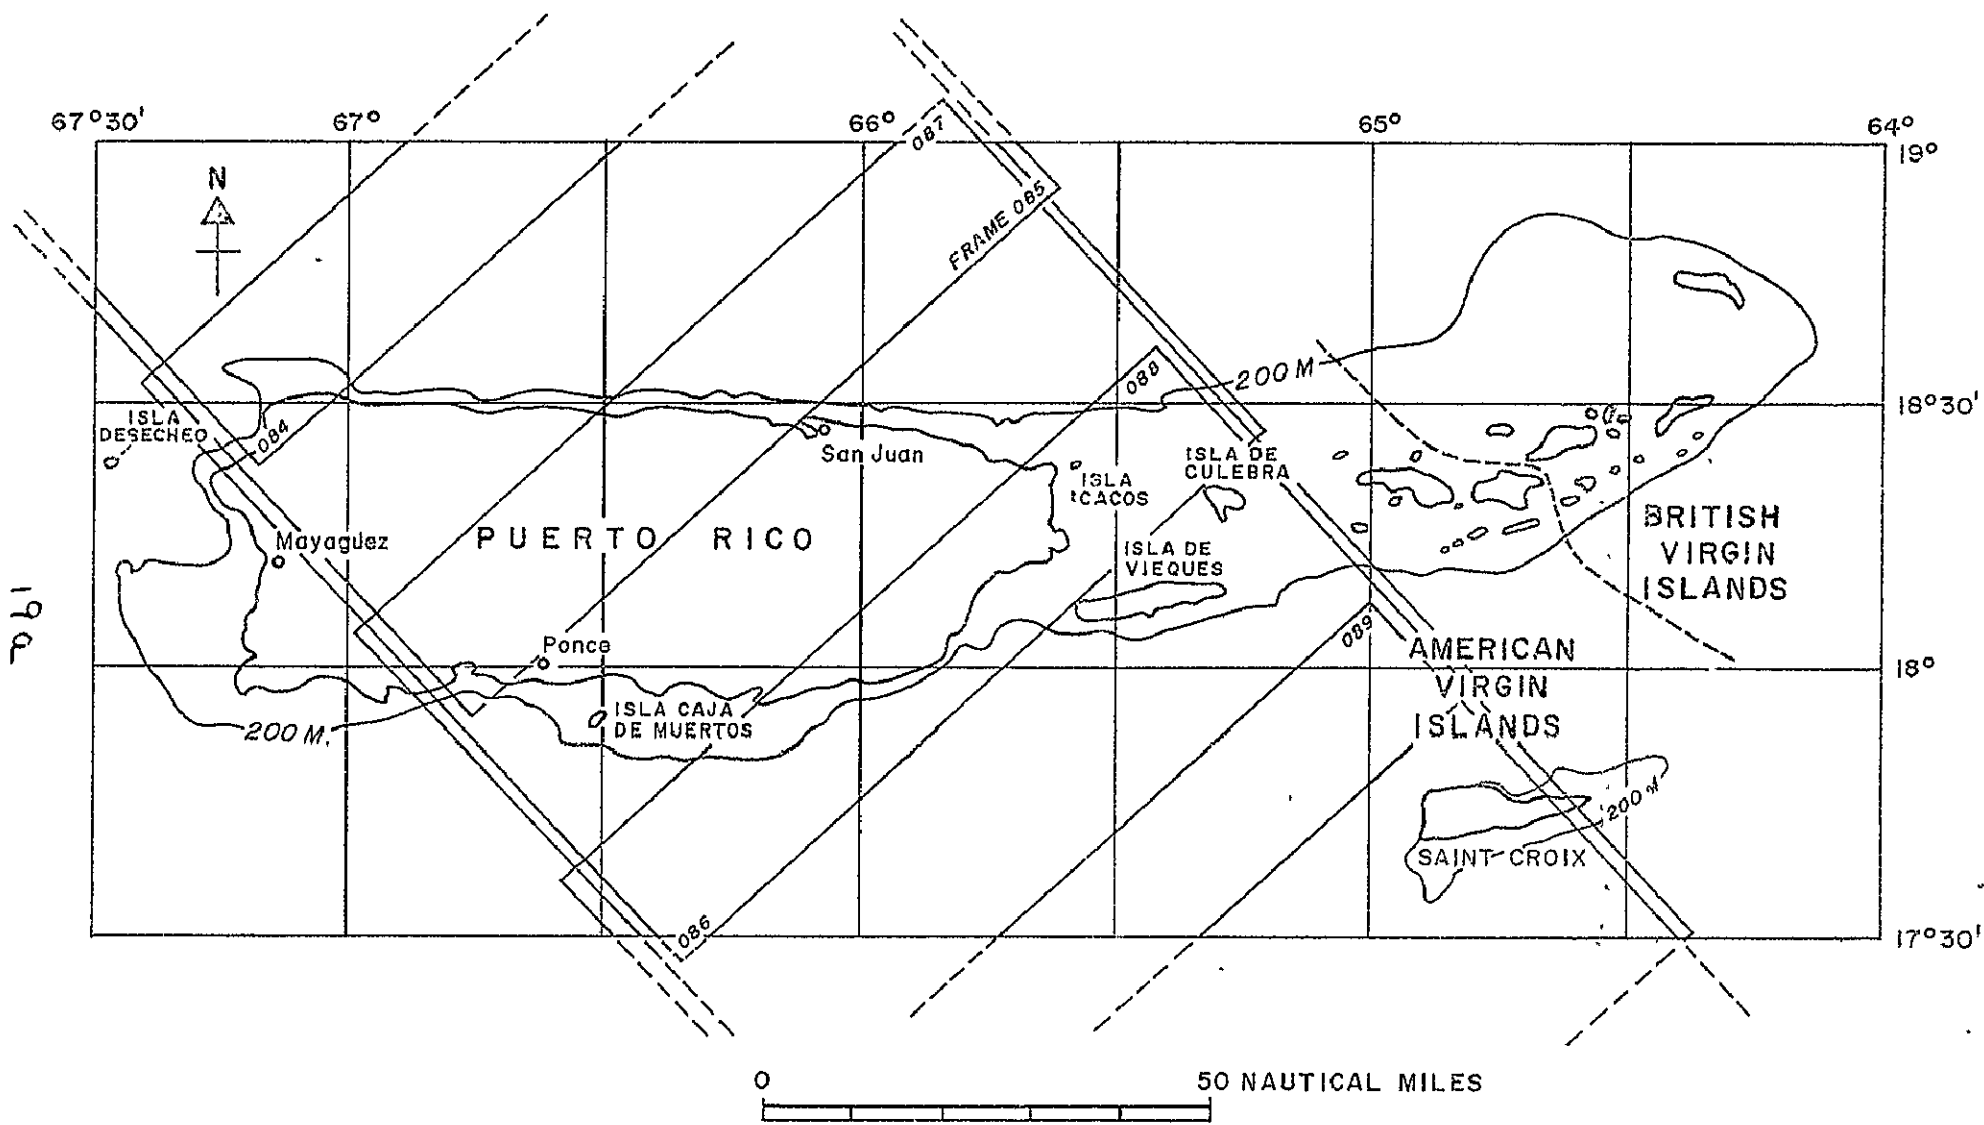 67°30'
67°
66°
65°
64°
19°
N
087
FRAME 085
200 M
088
18°30'
ISLA
DESECHEO
084
San Juan
ISLA
CACOS
ISLA DE
CULEBRA
Mayaguez
PUERTO RICO
ISLA DE
VIEQUES
BRITISH
VIRGIN
ISLANDS
19a
Ponce
089
AMERICAN
VIRGIN
ISLANDS
18°
200 M.
ISLA CAJA
DE MUERTOS
200 M
SAINT CROIX
086
17°30'
0
50 NAUTICAL MILES